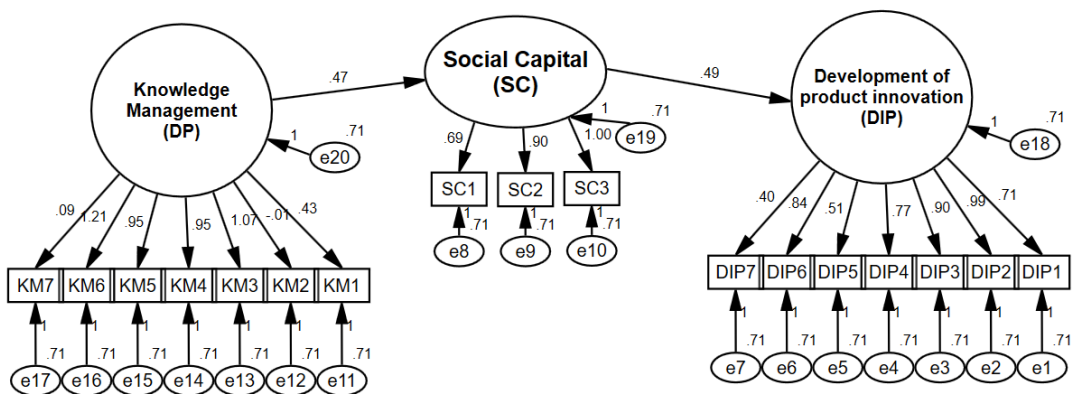 Knowledge
Management
(DP)
.47
Social Capital
(SC)
.49
Development of
product innovation
(DIP)
1
.71
e20
1
.71
e19
1
.71
e18
.69
.90
1.00
SC1
SC2
SC3
1
.71
1
.71
1
.71
e8
e9
e10
.09
1.21
.95
.95
1.07
-.01
.43
KM7
KM6
KM5
KM4
KM3
KM2
KM1
1
.71
1
.71
1
.71
1
.71
1
.71
1
.71
1
.71
e17
e16
e15
e14
e13
e12
e11
.40
.84
.51
.77
.90
.99
.71
DIP7
DIP6
DIP5
DIP4
DIP3
DIP2
DIP1
1
.71
1
.71
1
.71
1
.71
1
.71
1
.71
1
.71
e7
e6
e5
e4
e3
e2
e1